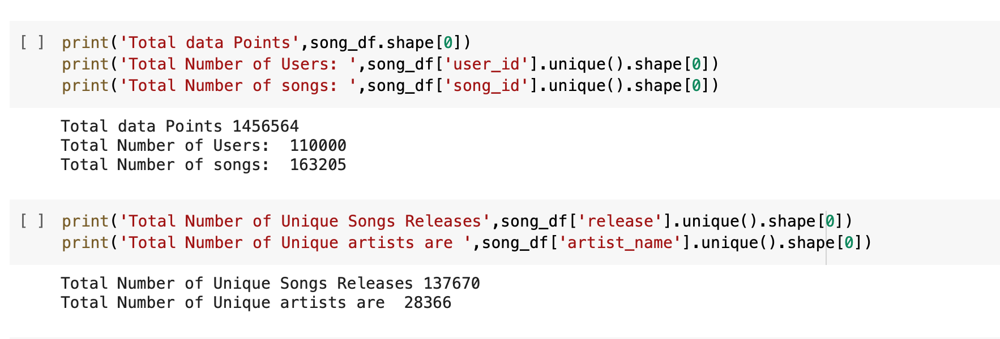 [ ] print('Total data Points',song_df.shape[0])
print('Total Number of Users: ',song_df['user_id'].unique().shape[0])
print('Total Number of songs: ',song_df['song_id'].unique().shape[0])
Total data Points 1456564
Total Number of Users:  110000
Total Number of songs:  163205
[ ] print('Total Number of Unique Songs Releases',song_df['release'].unique().shape[0])
print('Total Number of Unique artists are ',song_df['artist_name'].unique().shape[0])
Total Number of Unique Songs Releases 137670
Total Number of Unique artists are  28366